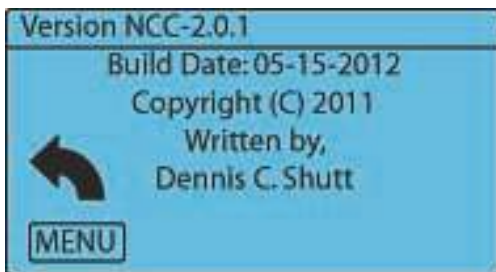 Version NCC-2.0.1
Build Date: 05-15-2012
Copyright (C) 2011
Written by,
Dennis C. Shutt
MENU